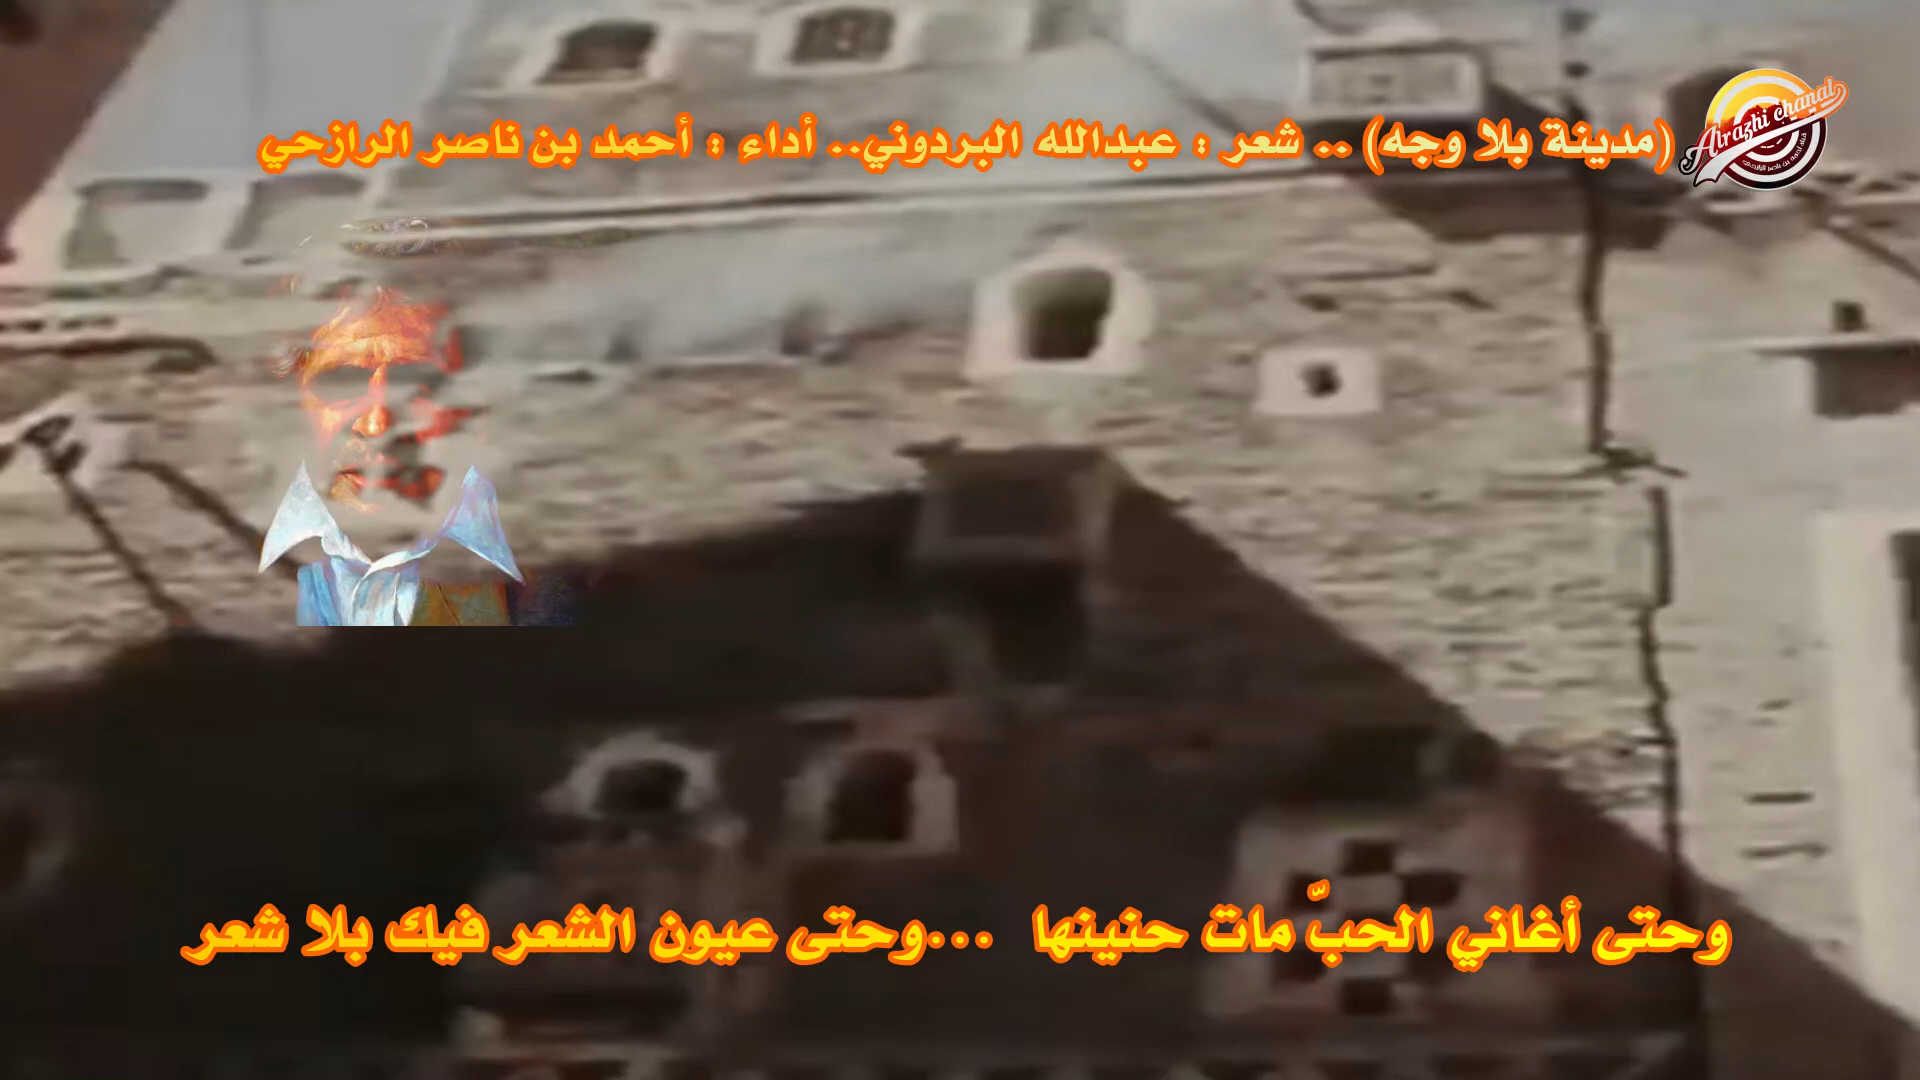 (مدينة بلا وجه) .. شعر : عبدالله البردوني.. أداء : أحمد بن ناصر الرازحي
Alrazhi chanal
وحتى أغاني الحبّ مات حنينها ...وحتى عيون الشعر فيك بلا شعر